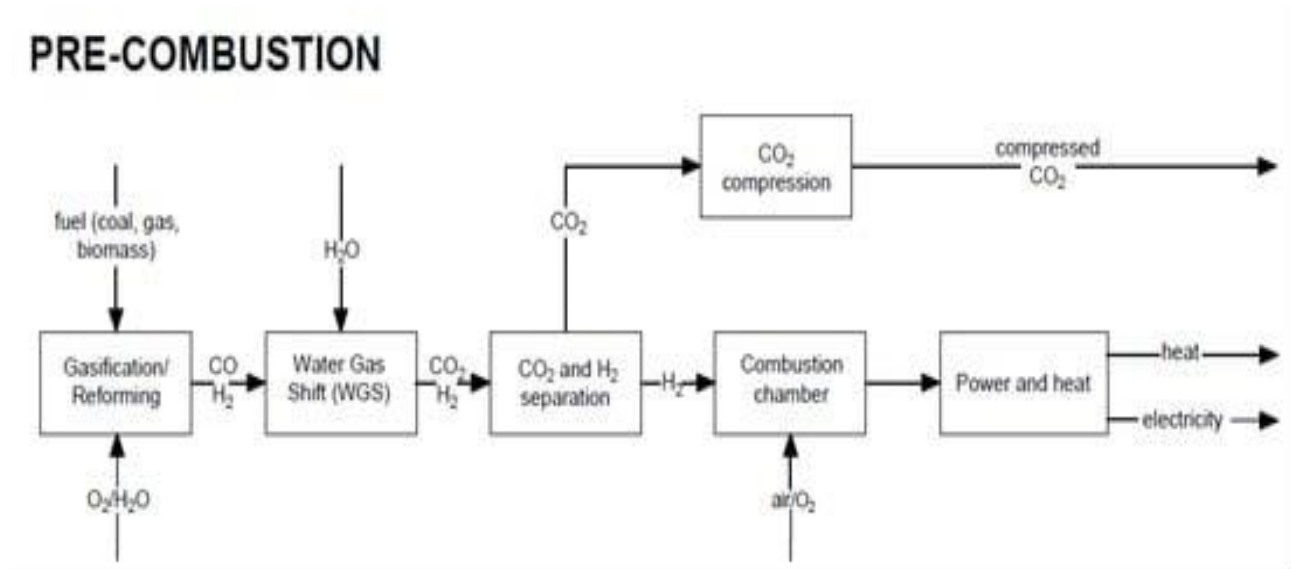 PRE-COMBUSTION
fuel (coal, gas,
biomass)
H₂O
CO₂
CO₂
compression
compressed
CO₂
Gasification/
Reforming
CO
H₂
Water Gas
Shift (WGS)
CO₂
H₂
CO₂ and H₂
separation
H₂
Combustion
chamber
Power and heat
heat
electricity
O₂/H₂O
air/O₂